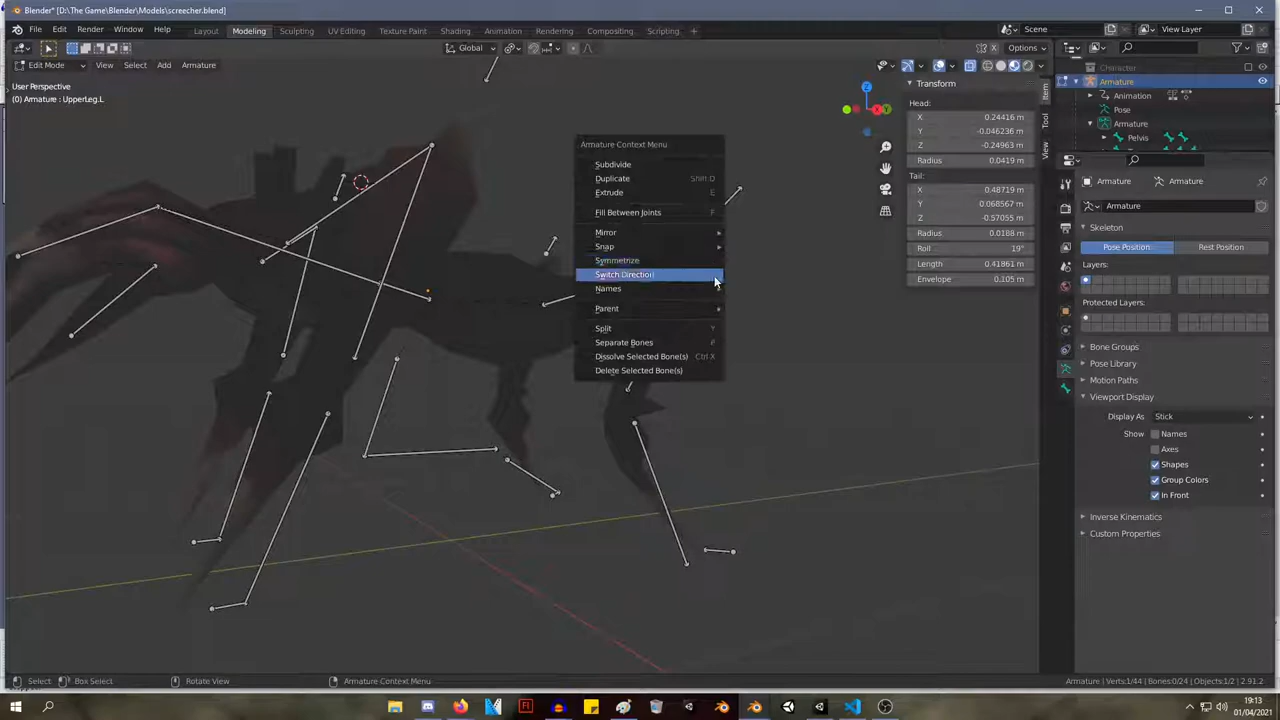 Blender* [D:\The Game\Blender\Models\screecher.blend]
File Edit Render Window Help Layout Modeling Sculpting UV Editing Texture Paint Shading Animation Rendering Compositing Scripting + Scene View Layer
Global Options
Edit Mode View Select Add Armature
User Perspective
(0) Armature : UpperLeg.L
Armature Context Menu
Subdivide
Duplicate Shift D
Extrude E
Fill Between Joints F
Mirror
Snap
Symmetrize
Switch Direction
Names
Parent
Split Y
Separate Bones P
Dissolve Selected Bone(s) Ctrl X
Delete Selected Bone(s)
Transform
Head:
X 0.24416 m
Y -0.046236 m
Z -0.24963 m
Radius 0.0419 m
Tail:
X 0.48719 m
Y 0.068567 m
Z -0.57055 m
Radius 0.0188 m
Roll 19°
Length 0.41861 m
Envelope 0.105 m
Item
Tool
View
Character
Armature
Animation
Pose
Armature
Pelvis
Armature Armature
Armature
Skeleton
Pose Position Rest Position
Layers:
Protected Layers:
Bone Groups
Pose Library
Motion Paths
Viewport Display
Display As Stick
Show Names
Axes
Shapes
Group Colors
In Front
Inverse Kinematics
Custom Properties
Select Box Select Rotate View Armature Context Menu Armature | Verts:1/44 | Bones:0/24 | Objects:1/2 | 2.91.2
19:13
01/04/2021